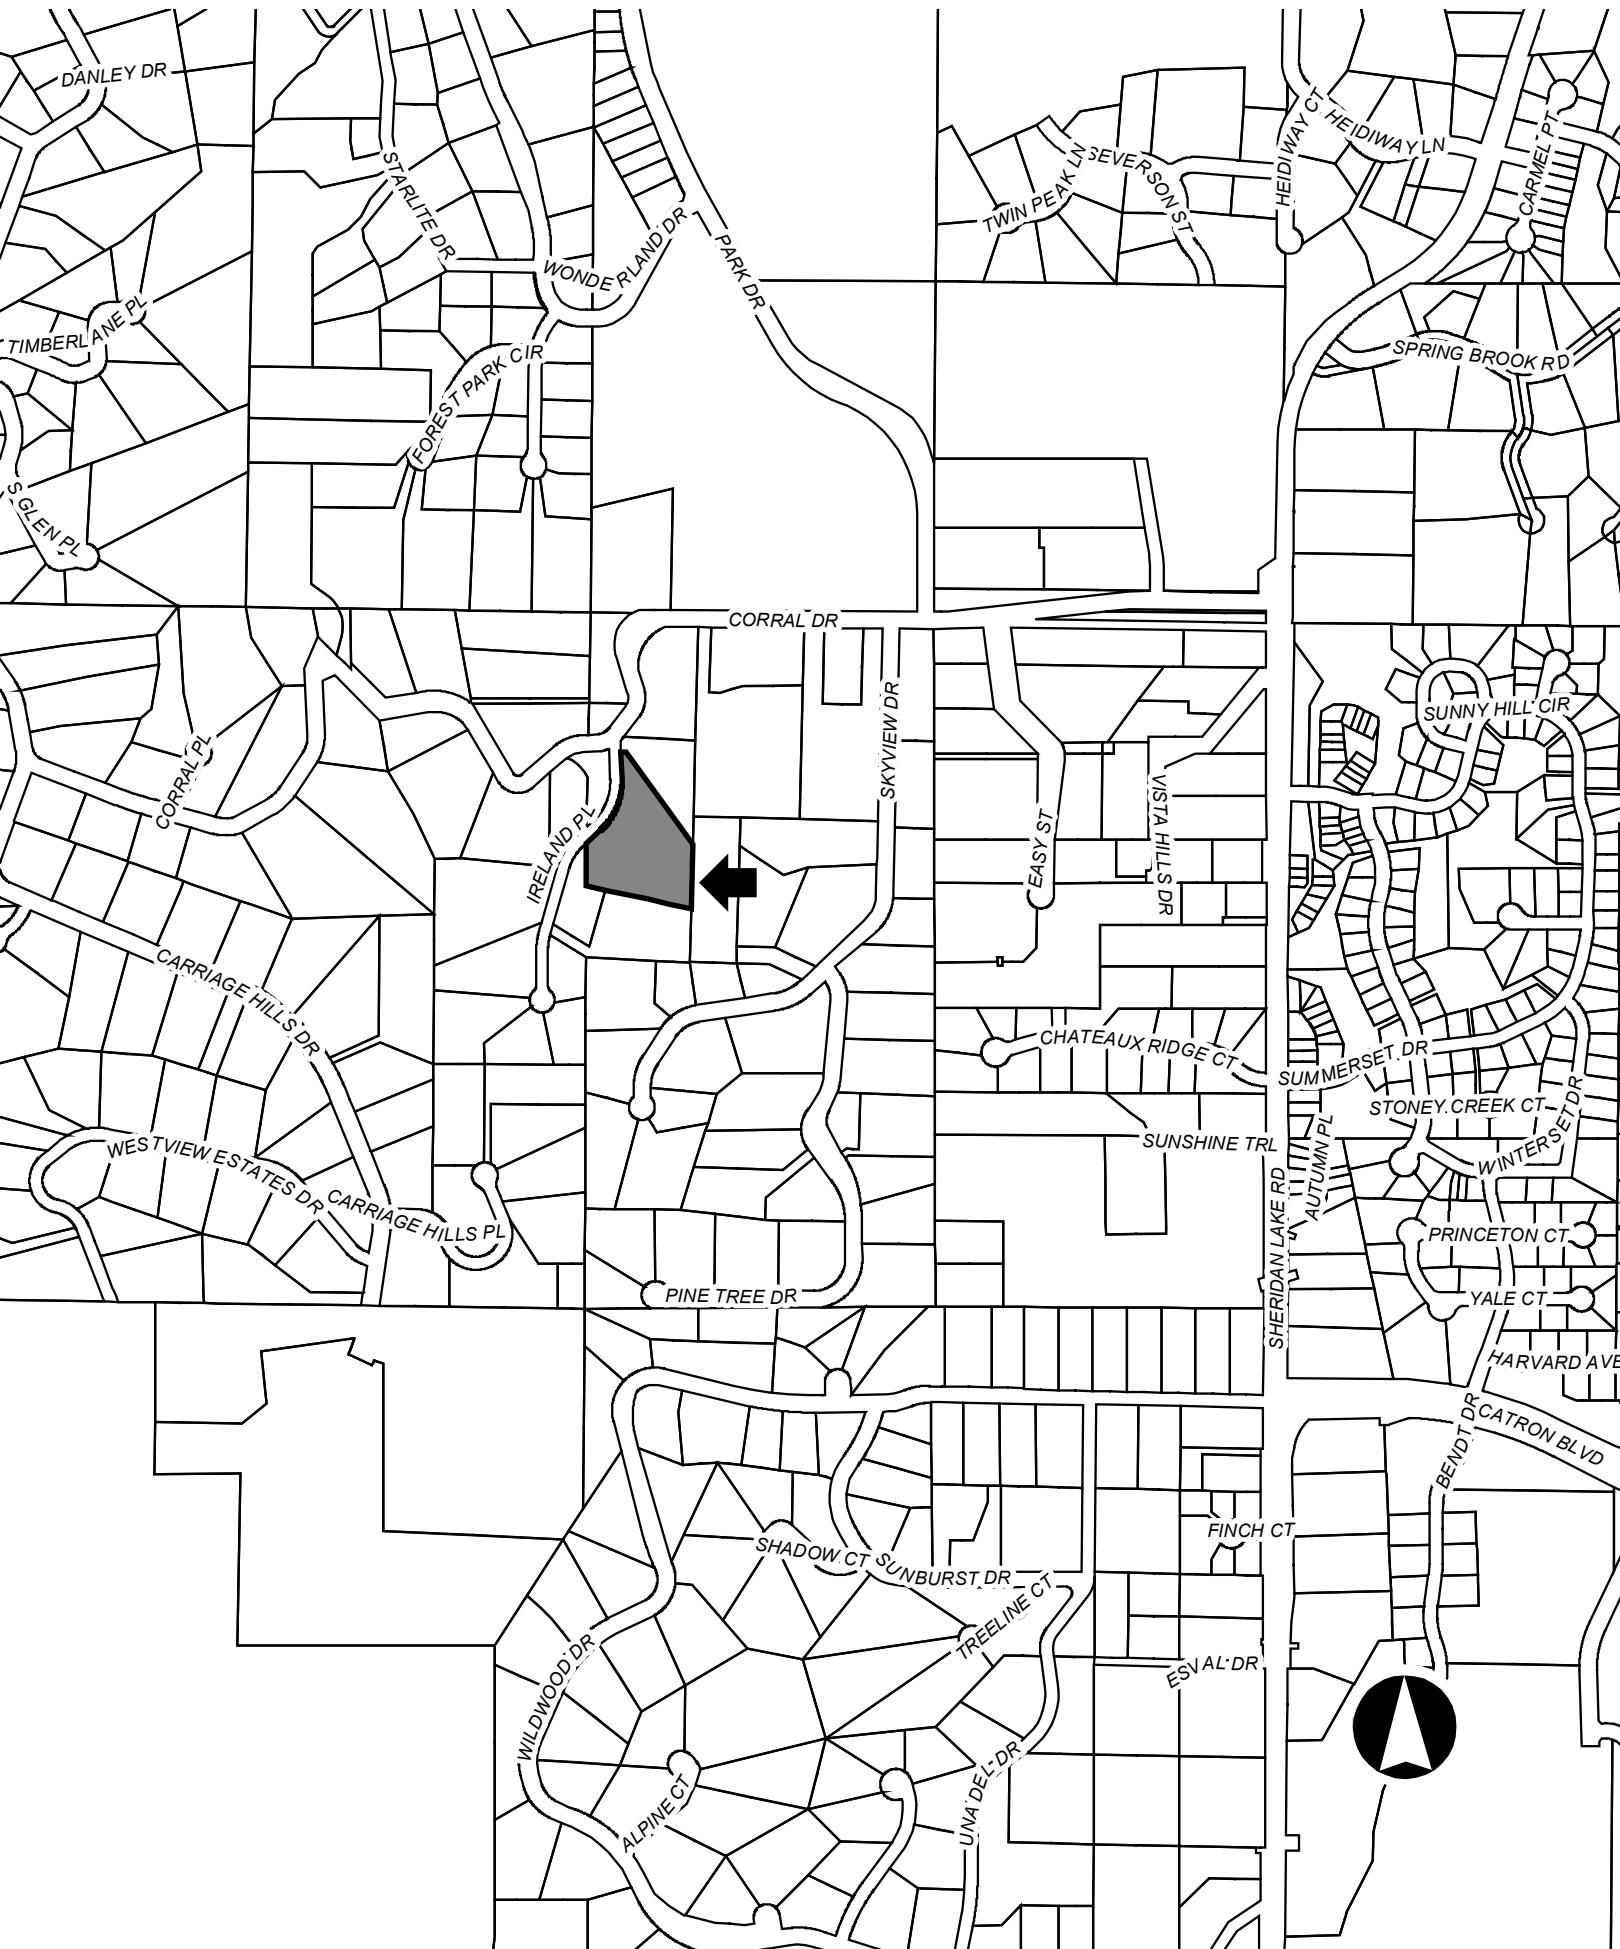 DANLEY DR
STARLITE DR
WONDERLAND DR
PARK DR
TWIN PEAK LN
SEVERSON ST
HEIDIWAY CT
HEIDIWAY LN
CARMEL PT
TIMBERLANE PL
FOREST PARK CIR
SPRING BROOK RD
S GLEN PL
CORRAL DR
SKYVIEW DR
SUNNY HILL CIR
CORRAL PL
IRELAND PL
EASY ST
VISTA HILLS DR
CARRIAGE HILLS DR
CHATEAUX RIDGE CT
SUMMERSET DR
STONEY CREEK CT
WESTVIEW ESTATES DR
SUNSHINE TRL
AUTUMN PL
WINTERSET DR
CARRIAGE HILLS PL
SHERIDAN LAKE RD
PRINCETON CT
PINE TREE DR
YALE CT
HARVARD AVE
BENDT DR
CATRON BLVD
SHADOW CT
SUNBURST DR
FINCH CT
TREELINE CT
WILDWOOD DR
ESVAL DR
UNA DEL DR
ALPINE CT